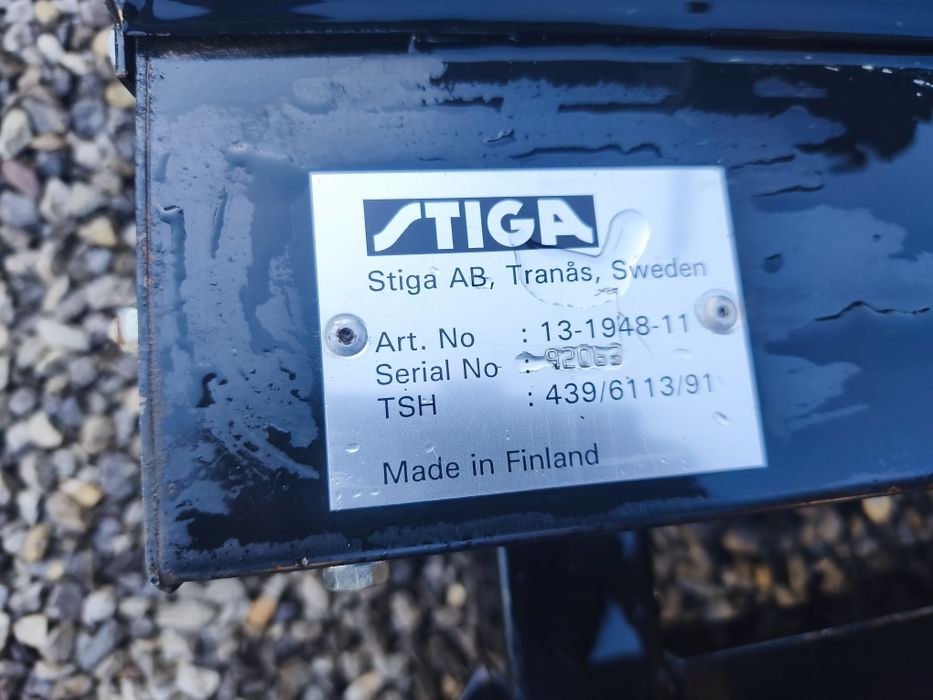 STIGA
Stiga AB, Tranås, Sweden
Art. No : 13-1948-11
Serial No : 92063
TSH : 439/6113/91
Made in Finland